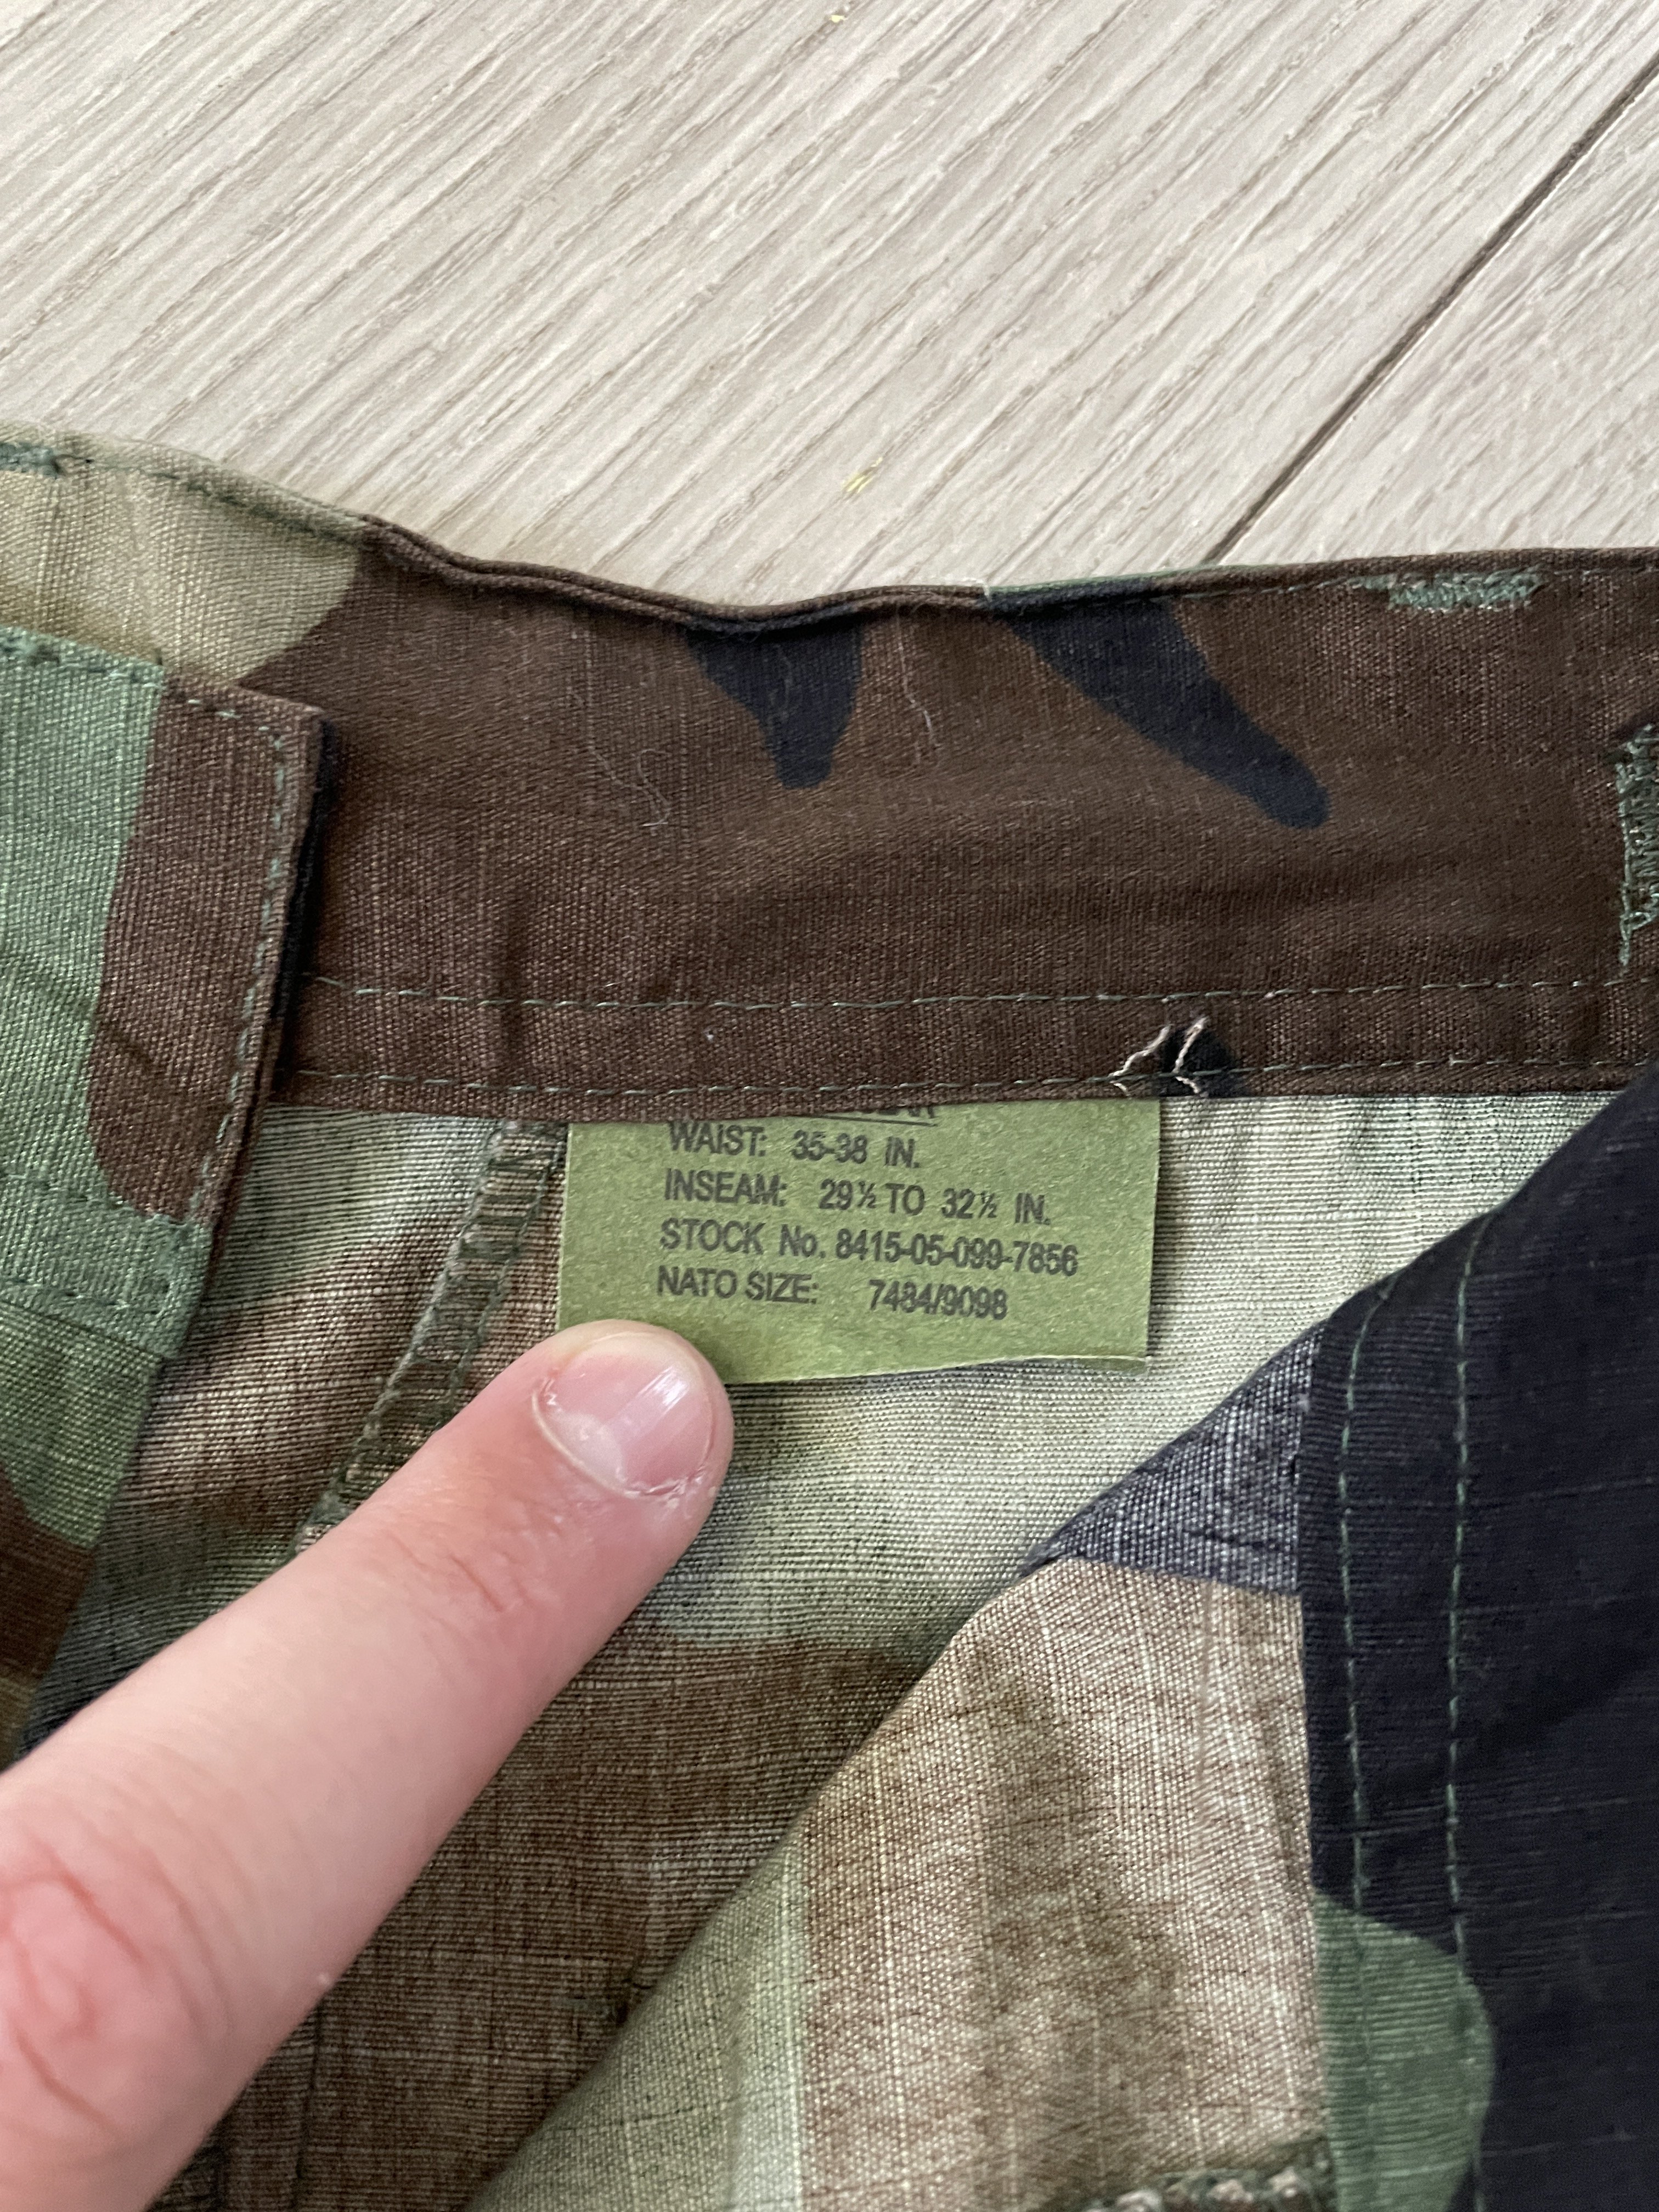 WAIST: 35-38 IN.
INSEAM: 29½ TO 32½ IN.
STOCK No. 8415-05-099-7856
NATO SIZE: 7484/9098